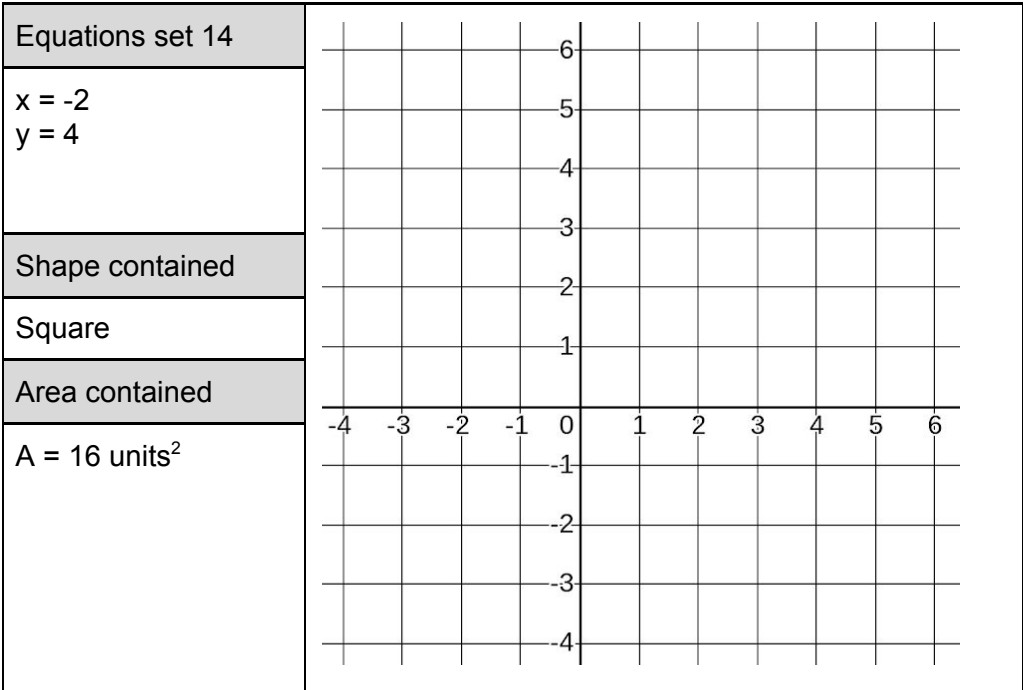 Equations set 14
x = -2
y = 4
Shape contained
Square
Area contained
A = 16 units²
6
5
4
3
2
1
-4 -3 -2 -1 0 1 2 3 4 5 6
-1
-2
-3
-4